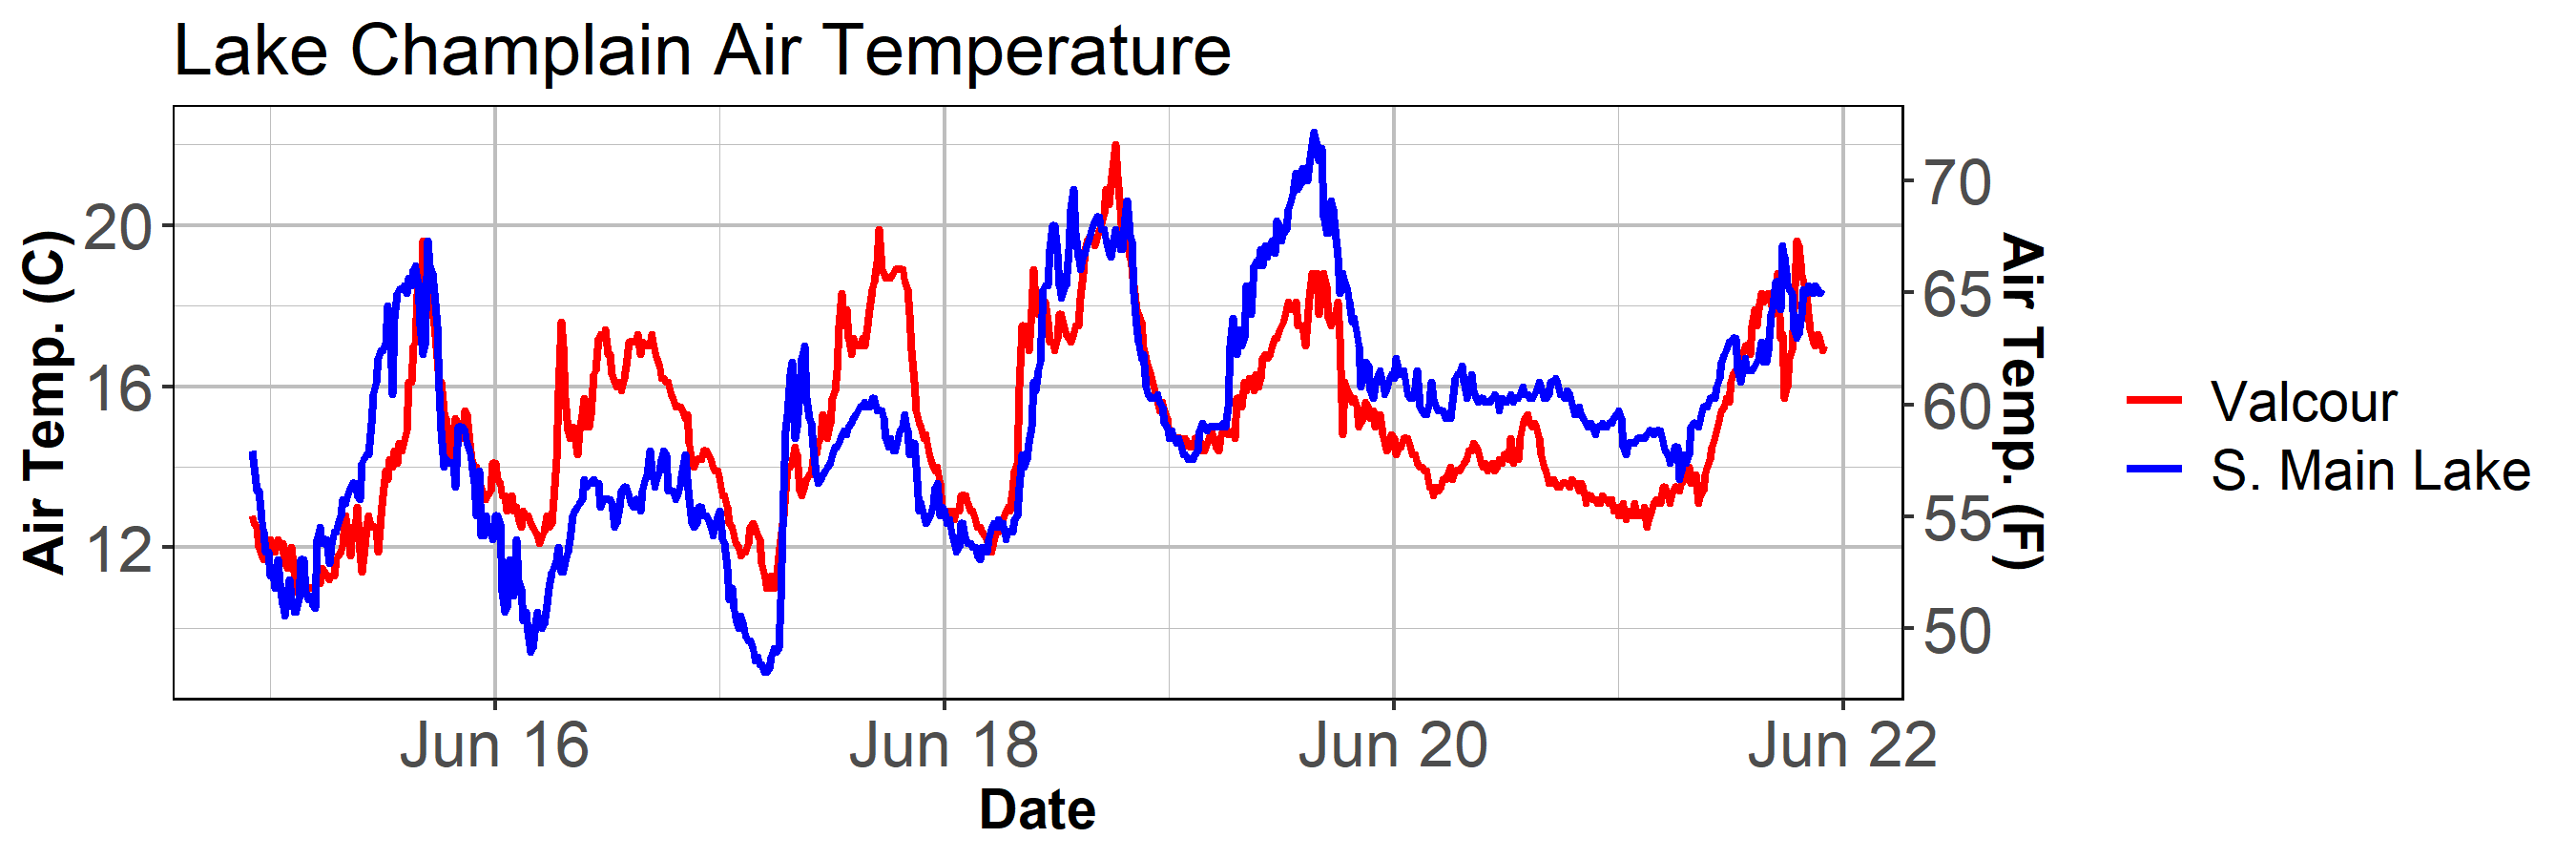 Lake Champlain Air Temperature
Air Temp. (C)
20
16
12
70
65
60
55
50
Air Temp. (F)
Jun 16 Jun 18 Jun 20 Jun 22
Date
Valcour
S. Main Lake